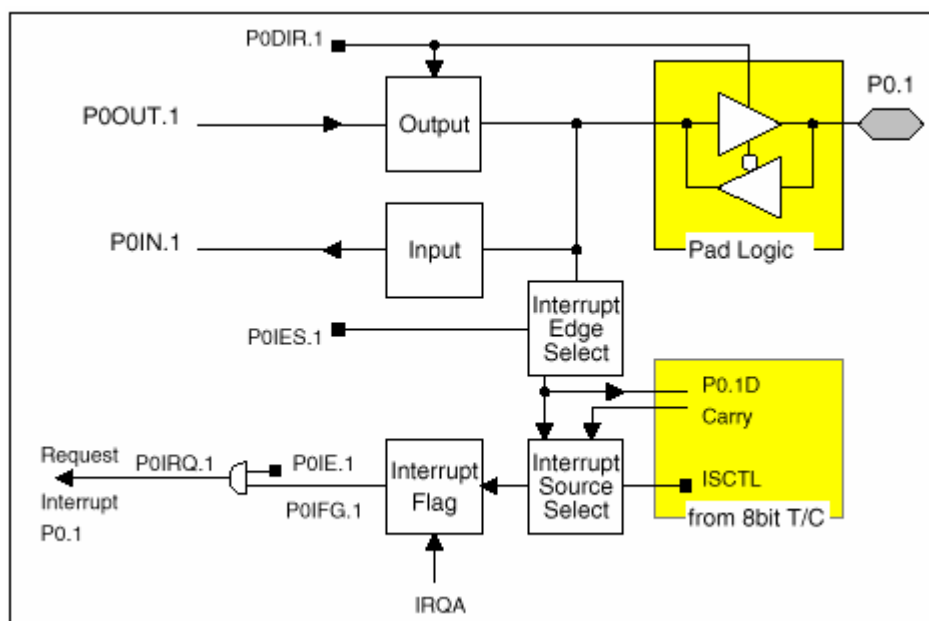 P0DIR.1
P0.1
P0OUT.1
Output
P0IN.1
Input
Pad Logic
Interrupt
Edge
Select
P0IES.1
P0.1D
Carry
Request
P0IRQ.1
P0IE.1
Interrupt
Flag
Interrupt
Source
Select
ISCTL
Interrupt
P0IFG.1
from 8bit T/C
P0.1
IRQA